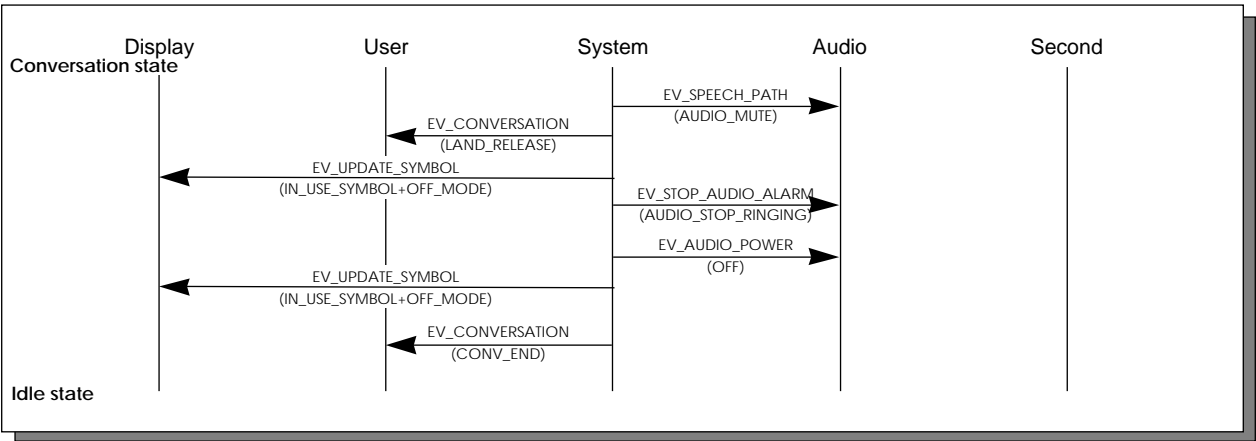 Display User System Audio Second
Conversation state
EV_SPEECH_PATH
(AUDIO_MUTE)
EV_CONVERSATION
(LAND_RELEASE)
EV_UPDATE_SYMBOL
(IN_USE_SYMBOL+OFF_MODE)
EV_STOP_AUDIO_ALARM
(AUDIO_STOP_RINGING)
EV_AUDIO_POWER
(OFF)
EV_UPDATE_SYMBOL
(IN_USE_SYMBOL+OFF_MODE)
EV_CONVERSATION
(CONV_END)
Idle state